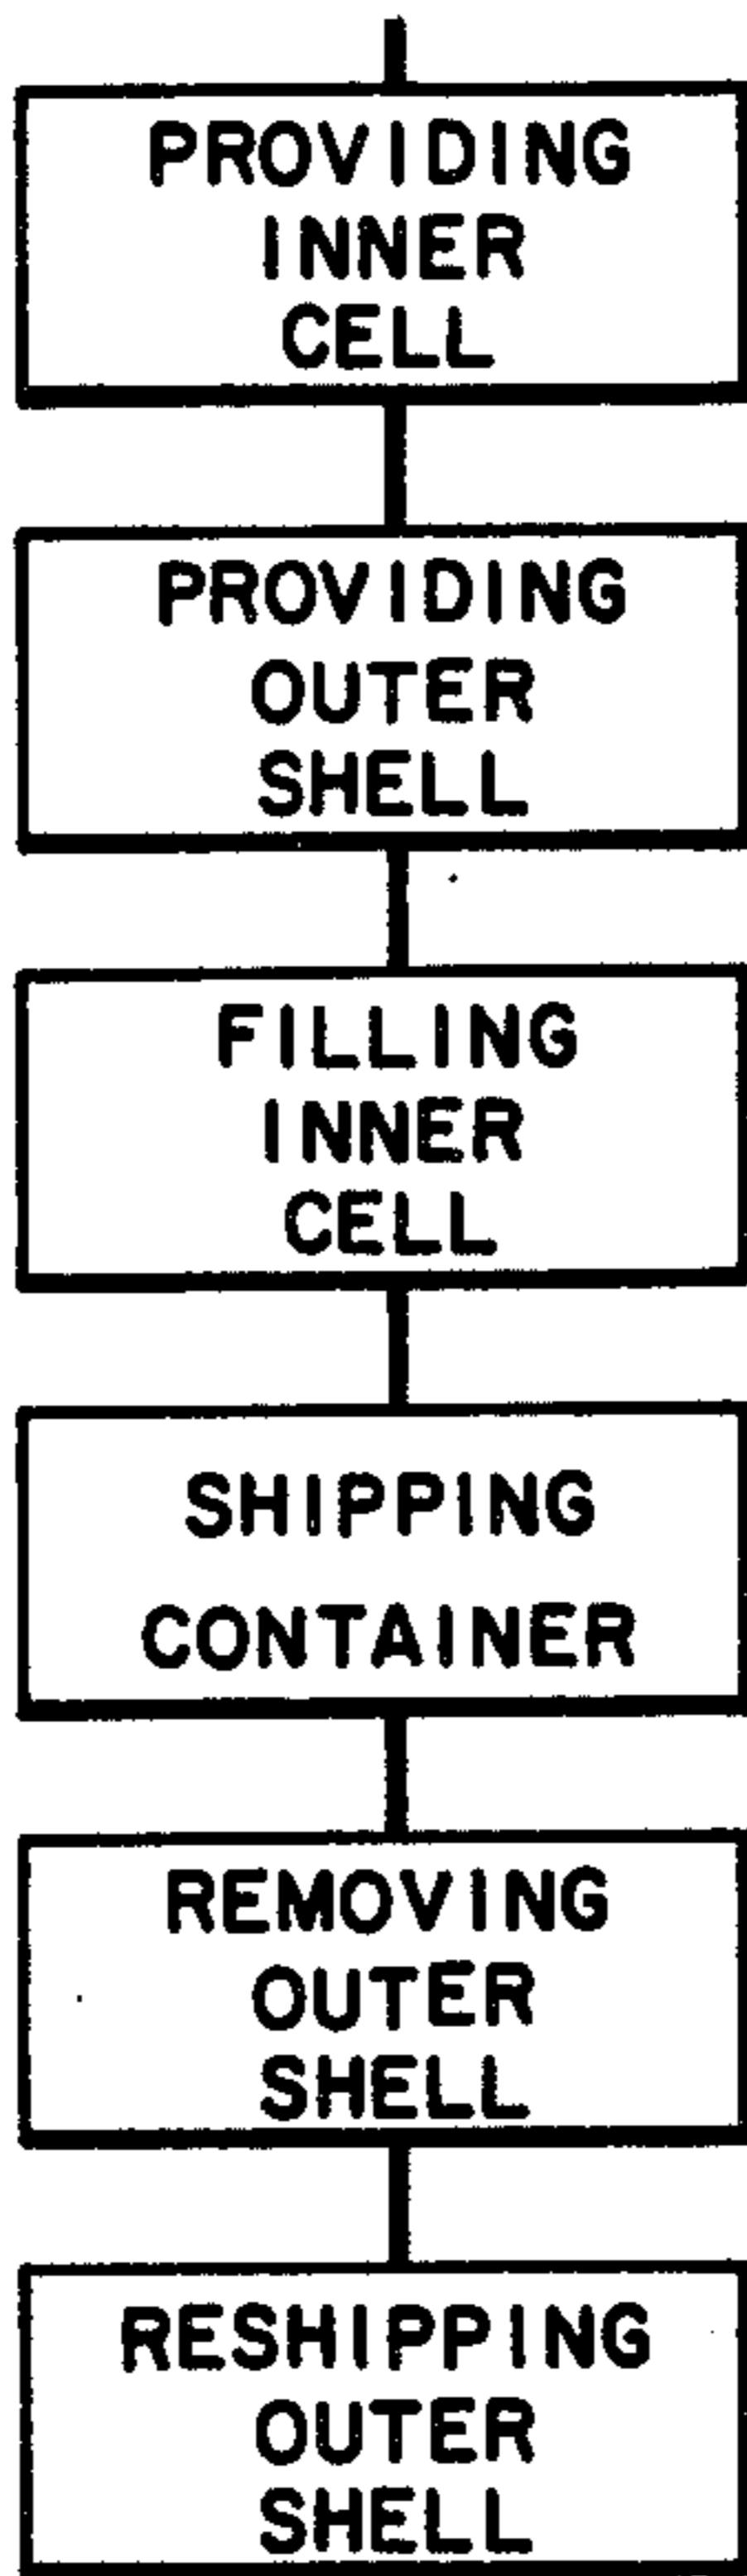 PROVIDING
INNER
CELL
PROVIDING
OUTER
SHELL
FILLING
INNER
CELL
SHIPPING
CONTAINER
REMOVING
OUTER
SHELL
RESHIPPING
OUTER
SHELL